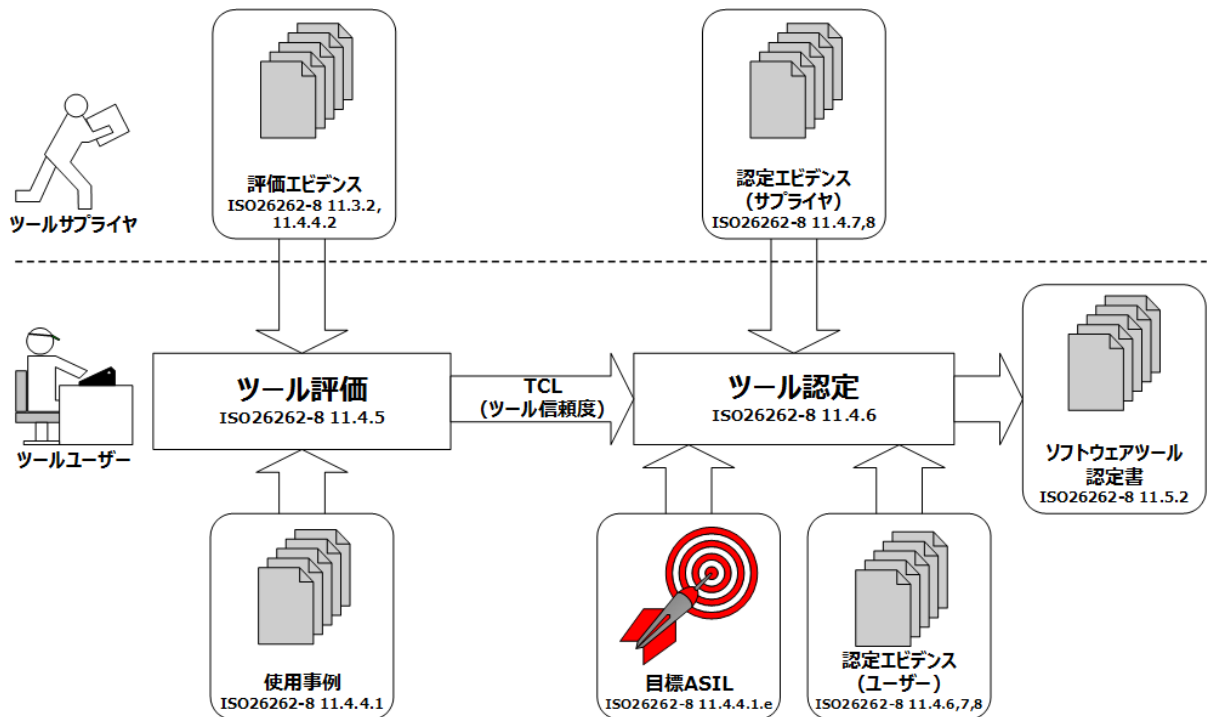 評価エビデンス
ISO26262-8 11.3.2,
11.4.4.2
認定エビデンス
(サプライヤ)
ISO26262-8 11.4.7,8
ツールサプライヤ
ツール評価
ISO26262-8 11.4.5
TCL
(ツール信頼度)
ツール認定
ISO26262-8 11.4.6
ソフトウェアツール
認定書
ISO26262-8 11.5.2
ツールユーザー
使用事例
ISO26262-8 11.4.4.1
目標ASIL
ISO26262-8 11.4.4.1.e
認定エビデンス
(ユーザー)
ISO26262-8 11.4.6,7,8